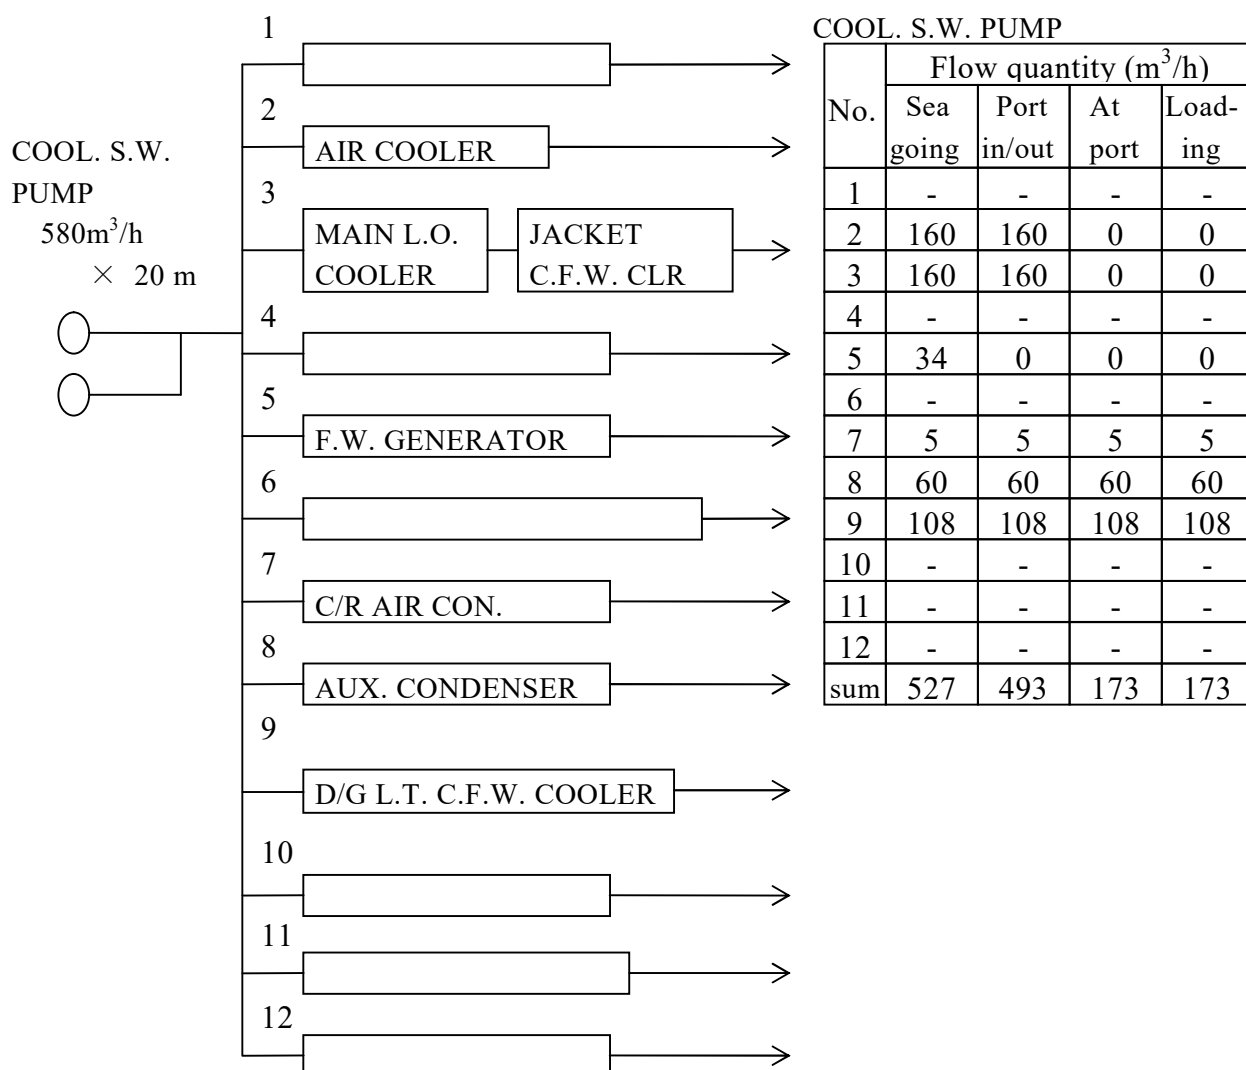 COOL. S.W.
PUMP
580m³/h
× 20 m
1
2
AIR COOLER
3
MAIN L.O.
COOLER
JACKET
C.F.W. CLR
4
5
F.W. GENERATOR
6
7
C/R AIR CON.
8
AUX. CONDENSER
9
D/G L.T. C.F.W. COOLER
10
11
12
COOL. S.W. PUMP
No. Flow quantity (m³/h)
Sea going Port in/out At port Load-ing
1 - - - -
2 160 160 0 0
3 160 160 0 0
4 - - - -
5 34 0 0 0
6 - - - -
7 5 5 5 5
8 60 60 60 60
9 108 108 108 108
10 - - - -
11 - - - -
12 - - - -
sum 527 493 173 173